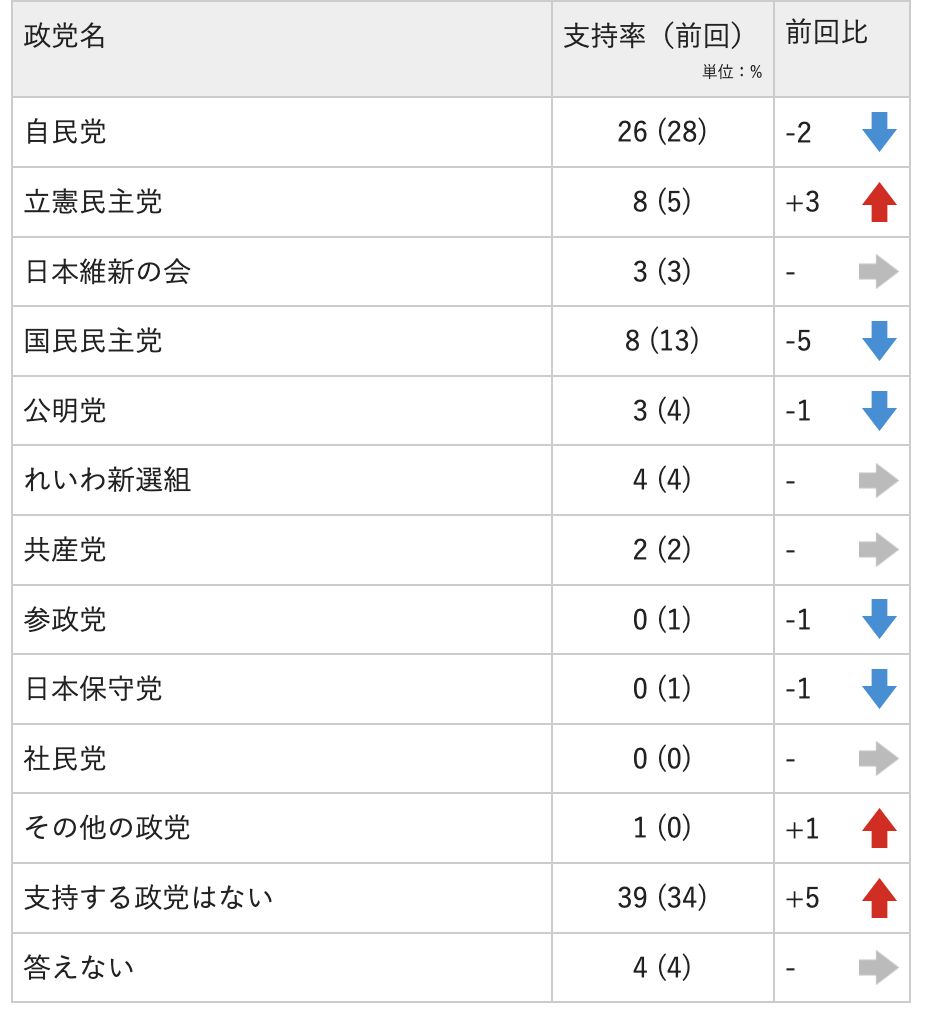 政党名 支持率（前回） 前回比
単位：%
自民党 26 (28) -2
立憲民主党 8 (5) +3
日本維新の会 3 (3) -
国民民主党 8 (13) -5
公明党 3 (4) -1
れいわ新選組 4 (4) -
共産党 2 (2) -
参政党 0 (1) -1
日本保守党 0 (1) -1
社民党 0 (0) -
その他の政党 1 (0) +1
支持する政党はない 39 (34) +5
答えない 4 (4) -